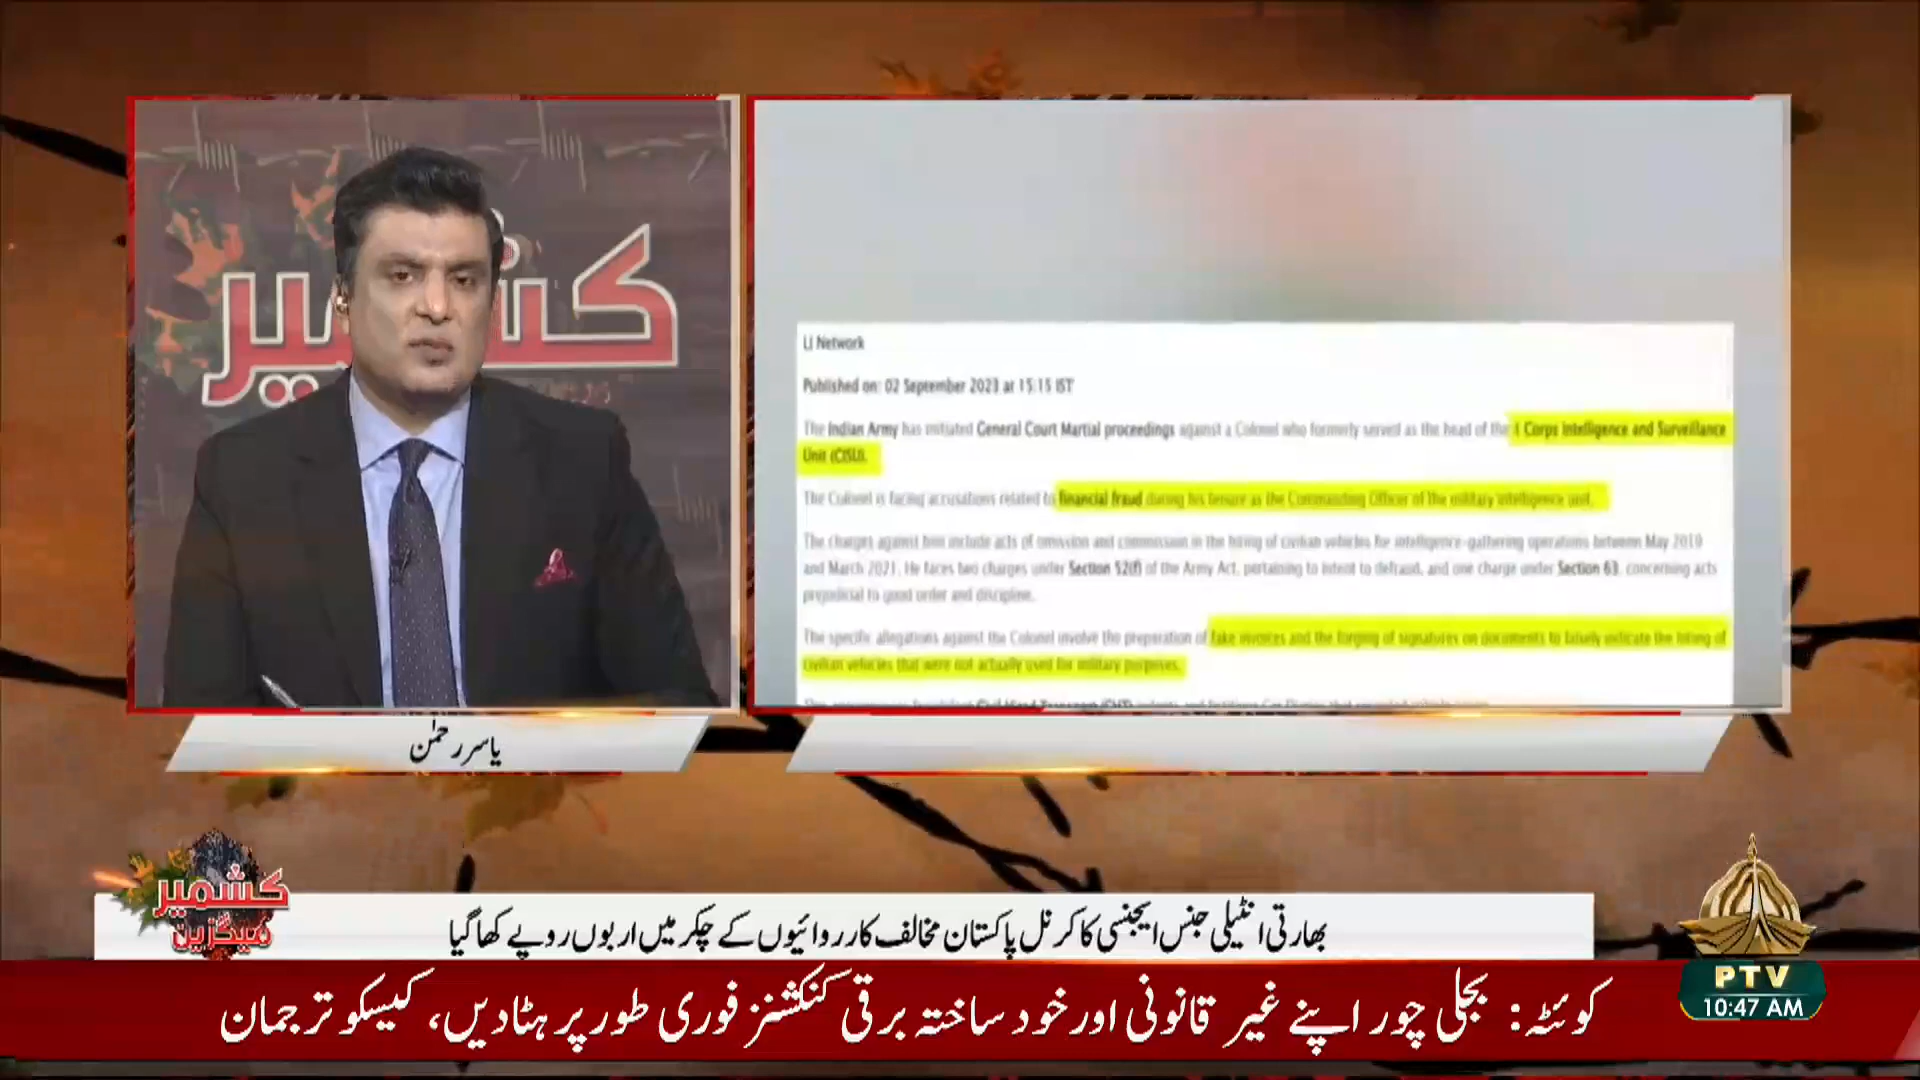 کشمیر
LI Network
Published on: 02 September 2023 at 15:15 IST
The Indian Army has initiated General Court Martial proceedings against a Colonel who formerly served as the head of the 1 Corps Intelligence and Surveillance
Unit (CISU).
The Colonel is facing accusations related to financial fraud during his tenure as the Commanding Officer of the military intelligence unit.
The charges against him include acts of omission and commission in the hiring of civilian vehicles for intelligence-gathering operations between May 2019
and March 2021. He faces two charges under Section 52(f) of the Army Act, pertaining to intent to defraud, and one charge under Section 63, concerning acts
prejudicial to good order and discipline.
The specific allegations against the Colonel involve the preparation of fake invoices and the forging of signatures on documents to falsely indicate the hiring of
civilian vehicles that were not actually used for military purposes.
یاسر رحمٰن
کشمیر
میگزین
بھارتی انٹیلی جنس ایجنسی کا کرنل پاکستان مخالف کارروائیوں کے چکر میں اربوں روپے کھا گیا
کوئٹہ: بجلی چور اپنے غیر قانونی اور خود ساختہ برقی کنکشنز فوری طور پر ہٹادیں، کیسکو ترجمان
PTV
10:47 AM